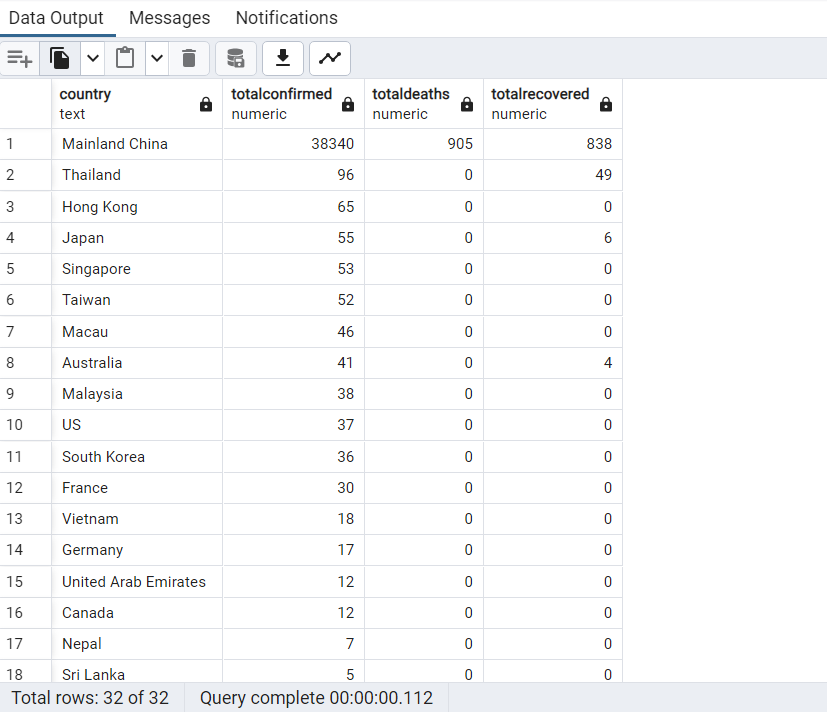 Data Output Messages Notifications
country totalconfirmed totaldeaths totalrecovered
text numeric numeric numeric
1 Mainland China 38340 905 838
2 Thailand 96 0 49
3 Hong Kong 65 0 0
4 Japan 55 0 6
5 Singapore 53 0 0
6 Taiwan 52 0 0
7 Macau 46 0 0
8 Australia 41 0 4
9 Malaysia 38 0 0
10 US 37 0 0
11 South Korea 36 0 0
12 France 30 0 0
13 Vietnam 18 0 0
14 Germany 17 0 0
15 United Arab Emirates 12 0 0
16 Canada 12 0 0
17 Nepal 7 0 0
18 Sri Lanka 5 0 0
Total rows: 32 of 32 Query complete 00:00:00.112